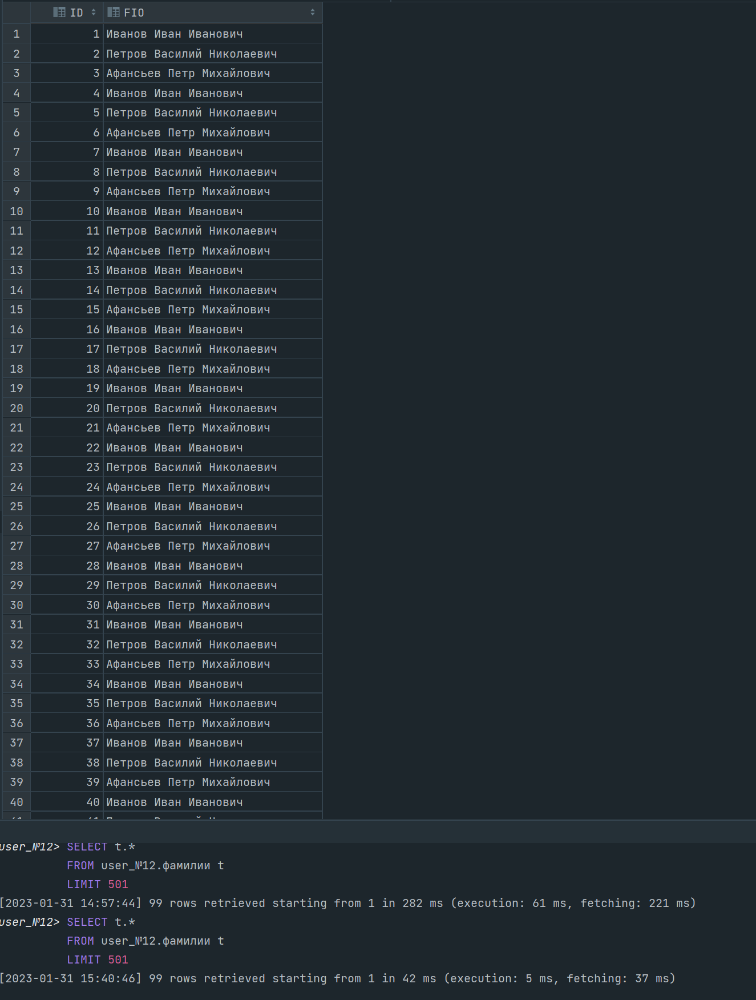 ID FIO
1 1 Иванов Иван Иванович
2 2 Петров Василий Николаевич
3 3 Афансьев Петр Михайлович
4 4 Иванов Иван Иванович
5 5 Петров Василий Николаевич
6 6 Афансьев Петр Михайлович
7 7 Иванов Иван Иванович
8 8 Петров Василий Николаевич
9 9 Афансьев Петр Михайлович
10 10 Иванов Иван Иванович
11 11 Петров Василий Николаевич
12 12 Афансьев Петр Михайлович
13 13 Иванов Иван Иванович
14 14 Петров Василий Николаевич
15 15 Афансьев Петр Михайлович
16 16 Иванов Иван Иванович
17 17 Петров Василий Николаевич
18 18 Афансьев Петр Михайлович
19 19 Иванов Иван Иванович
20 20 Петров Василий Николаевич
21 21 Афансьев Петр Михайлович
22 22 Иванов Иван Иванович
23 23 Петров Василий Николаевич
24 24 Афансьев Петр Михайлович
25 25 Иванов Иван Иванович
26 26 Петров Василий Николаевич
27 27 Афансьев Петр Михайлович
28 28 Иванов Иван Иванович
29 29 Петров Василий Николаевич
30 30 Афансьев Петр Михайлович
31 31 Иванов Иван Иванович
32 32 Петров Василий Николаевич
33 33 Афансьев Петр Михайлович
34 34 Иванов Иван Иванович
35 35 Петров Василий Николаевич
36 36 Афансьев Петр Михайлович
37 37 Иванов Иван Иванович
38 38 Петров Василий Николаевич
39 39 Афансьев Петр Михайлович
40 40 Иванов Иван Иванович
user_№12> SELECT t.*
FROM user_№12.фамилии t
LIMIT 501
[2023-01-31 14:57:44] 99 rows retrieved starting from 1 in 282 ms (execution: 61 ms, fetching: 221 ms)
user_№12> SELECT t.*
FROM user_№12.фамилии t
LIMIT 501
[2023-01-31 15:40:46] 99 rows retrieved starting from 1 in 42 ms (execution: 5 ms, fetching: 37 ms)